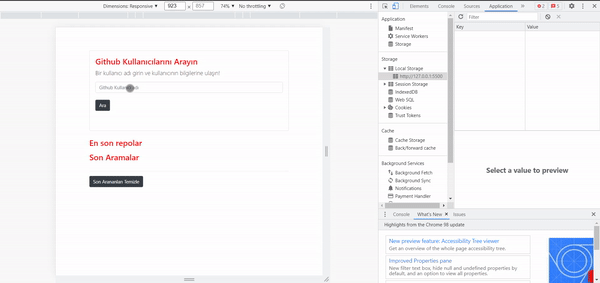 Dimensions: Responsive
923
857
74%
No throttling
Elements
Console
Sources
Application
2
5
Application
Manifest
Service Workers
Storage
Filter
Key
Value
Github Kullanıcılarını Arayın
Bir kullanıcı adı girin ve kullanıcının bilgilerine ulaşın!
Github Kullanıcı Adı
Ara
En son repolar
Son Aramalar
Son Arananları Temizle
Storage
Local Storage
http://127.0.0.1:5500
Session Storage
IndexedDB
Web SQL
Cookies
Trust Tokens
Cache
Cache Storage
Back/forward cache
Background Services
Background Fetch
Background Sync
Notifications
Payment Handler
Select a value to preview
Console
What's New
Issues
Highlights from the Chrome 98 update
New preview feature: Accessibility Tree viewer
Get an overview of the whole page accessibility tree.
Improved Properties pane
New filter text box, hide null and undefined properties by
default, and an option to view all properties.